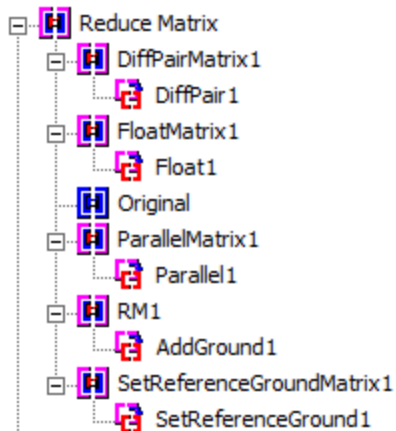 Reduce Matrix
DiffPairMatrix1
DiffPair1
FloatMatrix1
Float1
Original
ParallelMatrix1
Parallel1
RM1
AddGround1
SetReferenceGroundMatrix1
SetReferenceGround1